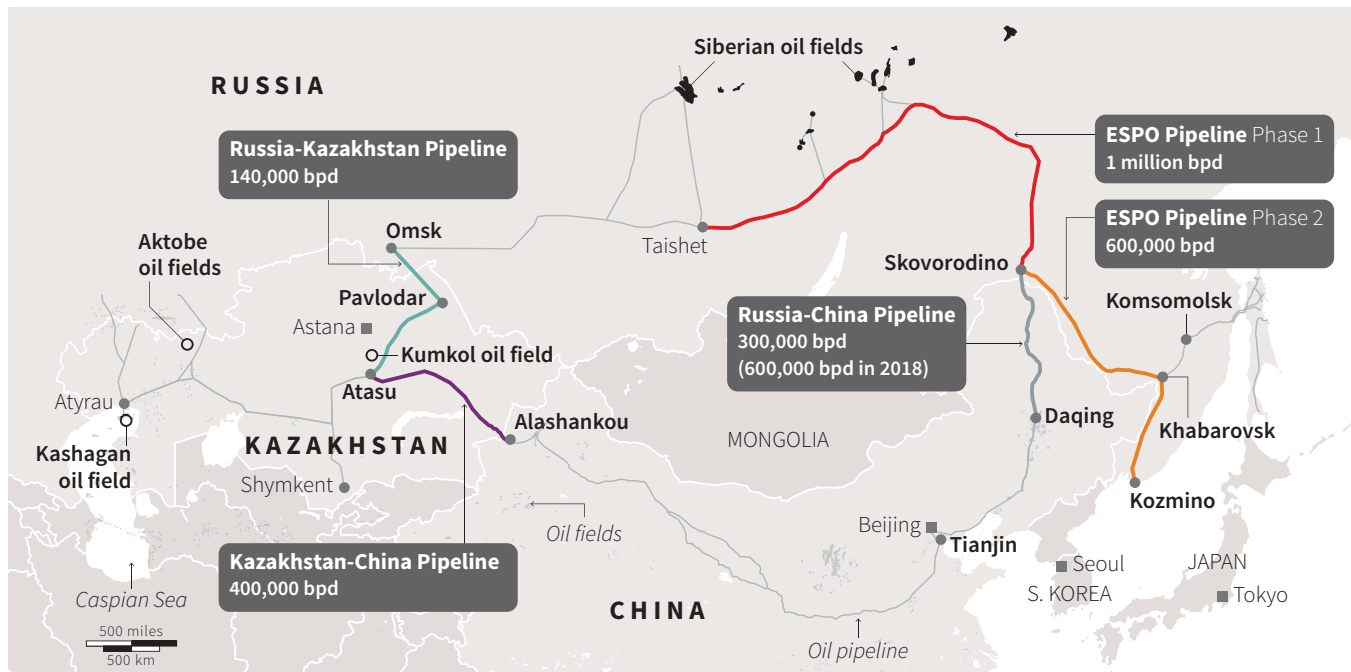 Siberian oil fields
RUSSIA
Russia-Kazakhstan Pipeline
140,000 bpd
ESPO Pipeline Phase 1
1 million bpd
ESPO Pipeline Phase 2
600,000 bpd
Omsk
Taishet
Aktobe
oil fields
Skovorodino
Pavlodar
Komsomolsk
Astana
Russia-China Pipeline
300,000 bpd
(600,000 bpd in 2018)
Kumkol oil field
Atasu
Atyrau
Alashankou
Daqing
MONGOLIA
Khabarovsk
KAZAKHSTAN
Kashagan
oil field
Shymkent
Kozmino
Oil fields
Beijing
Tianjin
Kazakhstan-China Pipeline
400,000 bpd
Seoul
JAPAN
S. KOREA
Tokyo
Caspian Sea
CHINA
500 miles
500 km
Oil pipeline